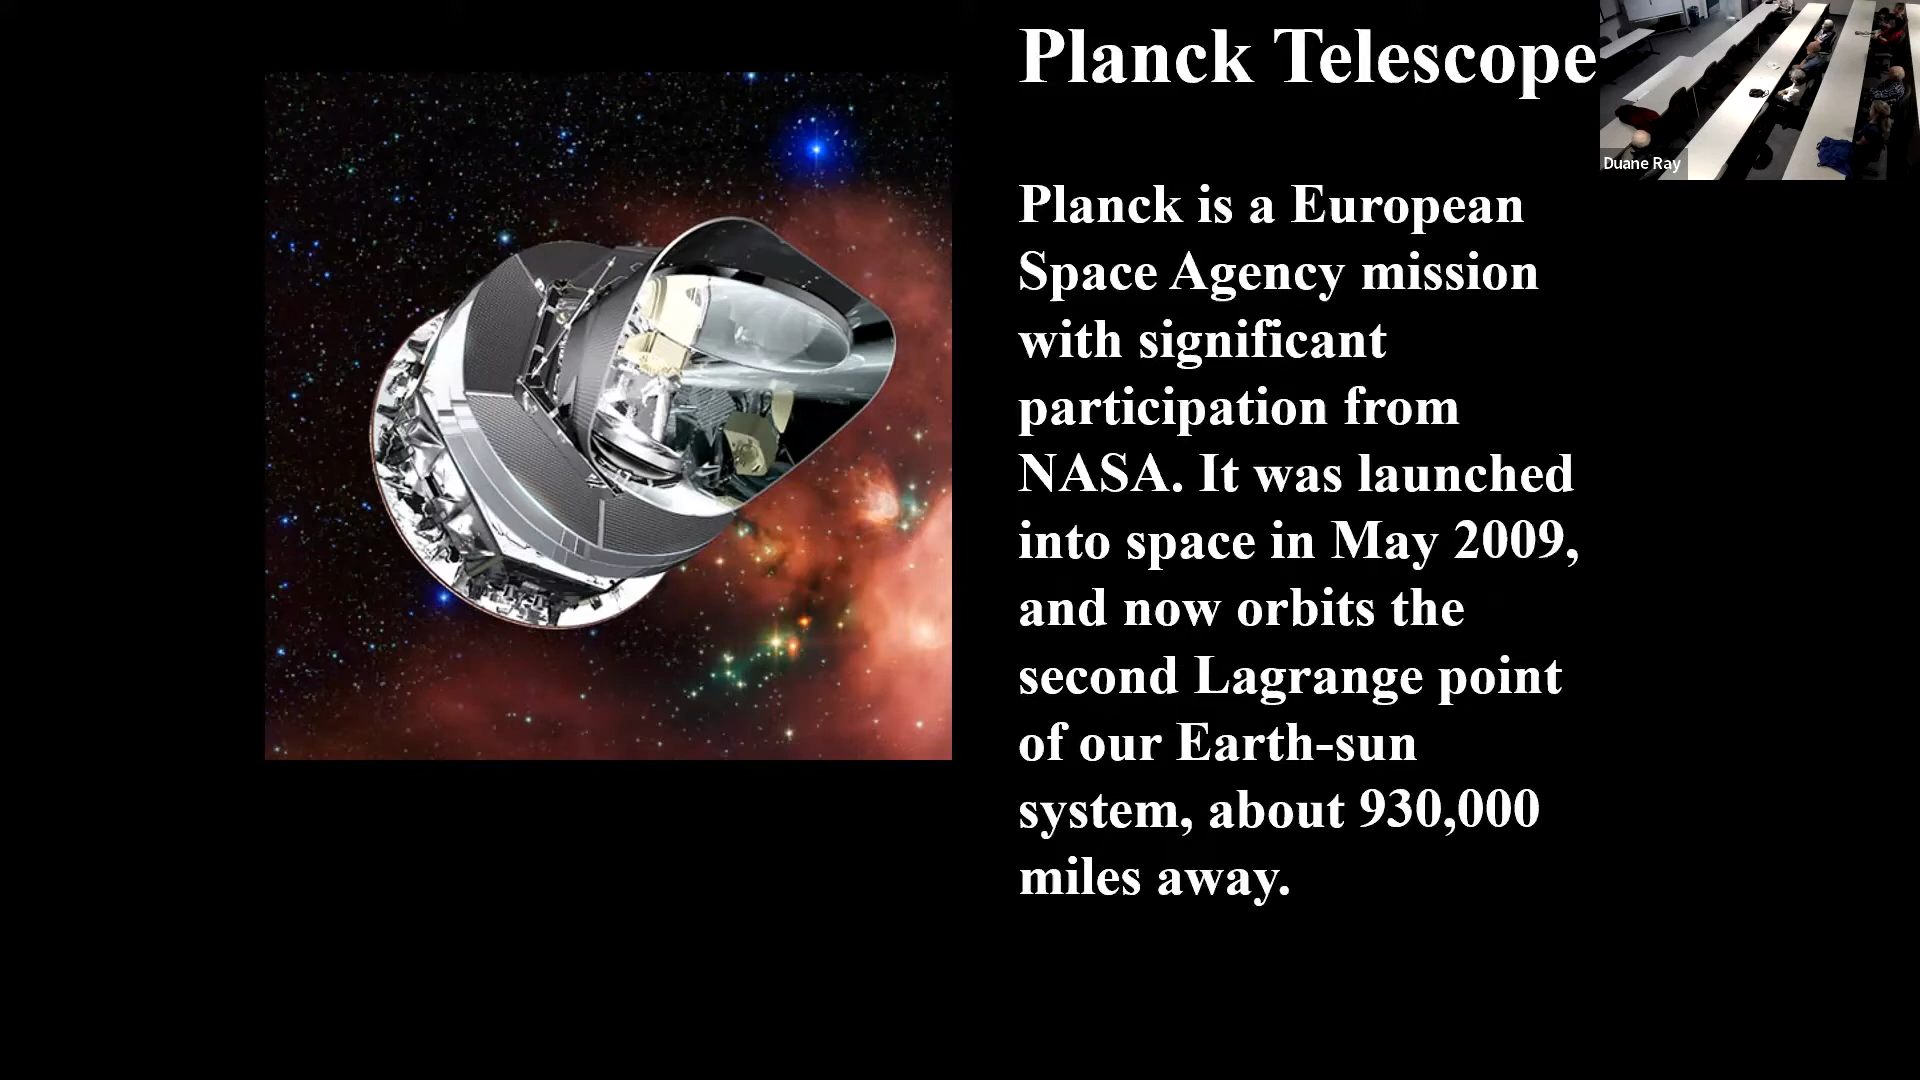 Planck Telescope
Duane Ray
Planck is a European
Space Agency mission
with significant
participation from
NASA. It was launched
into space in May 2009,
and now orbits the
second Lagrange point
of our Earth-sun
system, about 930,000
miles away.